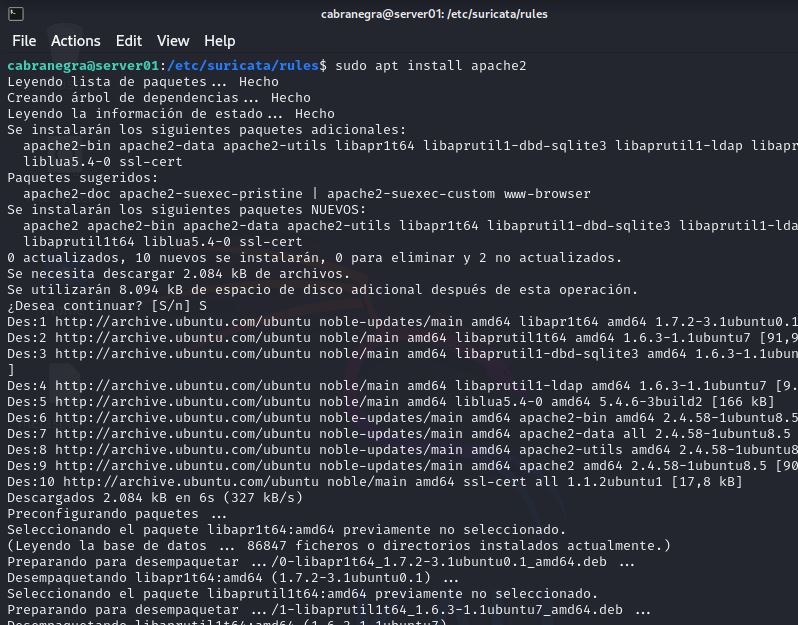 cabranegra@server01: /etc/suricata/rules
File Actions Edit View Help
cabranegra@server01:/etc/suricata/rules$ sudo apt install apache2
Leyendo lista de paquetes... Hecho
Creando árbol de dependencias... Hecho
Leyendo la información de estado... Hecho
Se instalarán los siguientes paquetes adicionales:
apache2-bin apache2-data apache2-utils libapr1t64 libaprutil1-dbd-sqlite3 libaprutil1-ldap libapr
liblua5.4-0 ssl-cert
Paquetes sugeridos:
apache2-doc apache2-suexec-pristine | apache2-suexec-custom www-browser
Se instalarán los siguientes paquetes NUEVOS:
apache2 apache2-bin apache2-data apache2-utils libapr1t64 libaprutil1-dbd-sqlite3 libaprutil1-lda
libaprutil1t64 liblua5.4-0 ssl-cert
0 actualizados, 10 nuevos se instalarán, 0 para eliminar y 2 no actualizados.
Se necesita descargar 2.084 kB de archivos.
Se utilizarán 8.094 kB de espacio de disco adicional después de esta operación.
¿Desea continuar? [S/n] S
Des:1 http://archive.ubuntu.com/ubuntu noble-updates/main amd64 libapr1t64 amd64 1.7.2-3.1ubuntu0.1
Des:2 http://archive.ubuntu.com/ubuntu noble/main amd64 libaprutil1t64 amd64 1.6.3-1.1ubuntu7 [91,9
Des:3 http://archive.ubuntu.com/ubuntu noble/main amd64 libaprutil1-dbd-sqlite3 amd64 1.6.3-1.1ubun
]
Des:4 http://archive.ubuntu.com/ubuntu noble/main amd64 libaprutil1-ldap amd64 1.6.3-1.1ubuntu7 [9.
Des:5 http://archive.ubuntu.com/ubuntu noble/main amd64 liblua5.4-0 amd64 5.4.6-3build2 [166 kB]
Des:6 http://archive.ubuntu.com/ubuntu noble-updates/main amd64 apache2-bin amd64 2.4.58-1ubuntu8.5
Des:7 http://archive.ubuntu.com/ubuntu noble-updates/main amd64 apache2-data all 2.4.58-1ubuntu8.5
Des:8 http://archive.ubuntu.com/ubuntu noble-updates/main amd64 apache2-utils amd64 2.4.58-1ubuntu8
Des:9 http://archive.ubuntu.com/ubuntu noble-updates/main amd64 apache2 amd64 2.4.58-1ubuntu8.5 [90
Des:10 http://archive.ubuntu.com/ubuntu noble/main amd64 ssl-cert all 1.1.2ubuntu1 [17,8 kB]
Descargados 2.084 kB en 6s (327 kB/s)
Preconfigurando paquetes ...
Seleccionando el paquete libapr1t64:amd64 previamente no seleccionado.
(Leyendo la base de datos ... 86847 ficheros o directorios instalados actualmente.)
Preparando para desempaquetar .../0-libapr1t64_1.7.2-3.1ubuntu0.1_amd64.deb ...
Desempaquetando libapr1t64:amd64 (1.7.2-3.1ubuntu0.1) ...
Seleccionando el paquete libaprutil1t64:amd64 previamente no seleccionado.
Preparando para desempaquetar .../1-libaprutil1t64_1.6.3-1.1ubuntu7_amd64.deb ...
Desempaquetando libaprutil1t64:amd64 (1.6.3-1.1ubuntu7)